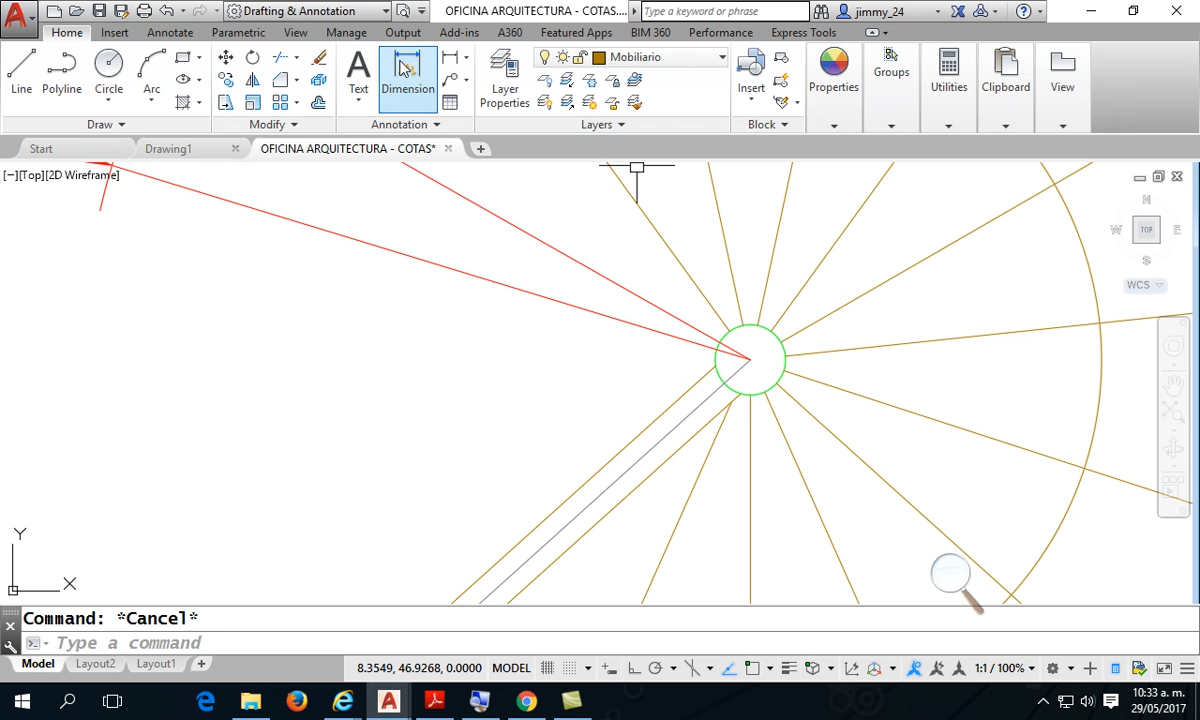 Drafting & Annotation
OFICINA ARQUITECTURA - COTAS....
Type a keyword or phrase
jimmy_24
Home Insert Annotate Parametric View Manage Output Add-ins A360 Featured Apps BIM 360 Performance Express Tools
Line Polyline Circle Arc
Text Dimension
Layer Properties
Mobiliario
Insert
Properties
Groups
Utilities
Clipboard
View
Draw Modify Annotation Layers Block
Start Drawing1 OFICINA ARQUITECTURA - COTAS*
[−][Top][2D Wireframe]
N
W TOP E
S
WCS
Y
X
Command: *Cancel*
Type a command
Model Layout2 Layout1 +
8.3549, 46.9268, 0.0000 MODEL 1:1 / 100%
10:33 a. m.
29/05/2017